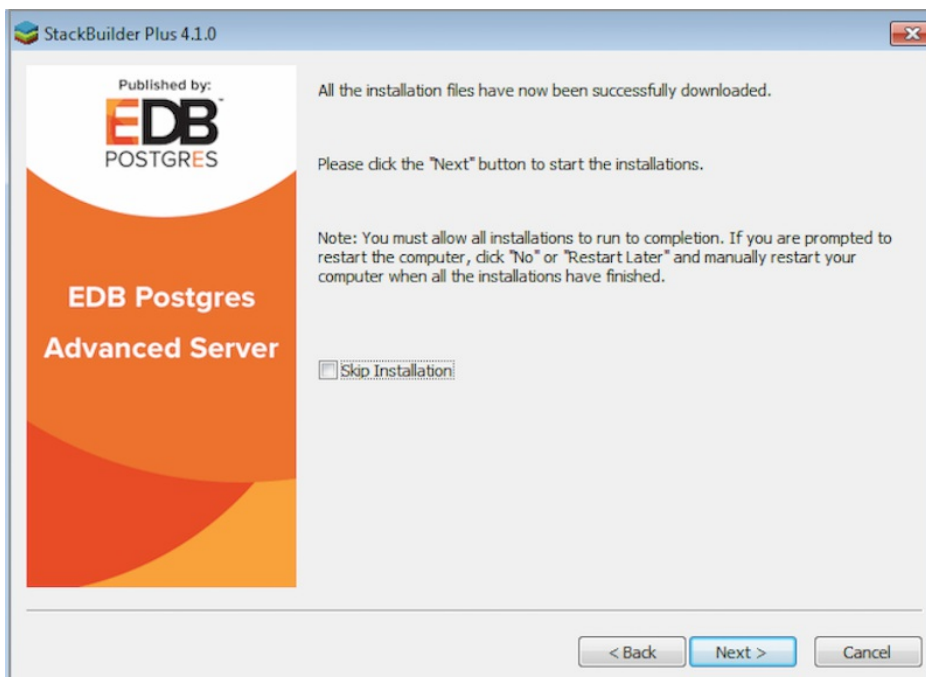 StackBuilder Plus 4.1.0
Published by:
EDB™
POSTGRES
EDB Postgres
Advanced Server
All the installation files have now been successfully downloaded.
Please click the "Next" button to start the installations.
Note: You must allow all installations to run to completion. If you are prompted to
restart the computer, click "No" or "Restart Later" and manually restart your
computer when all the installations have finished.
Skip Installation
< Back
Next >
Cancel